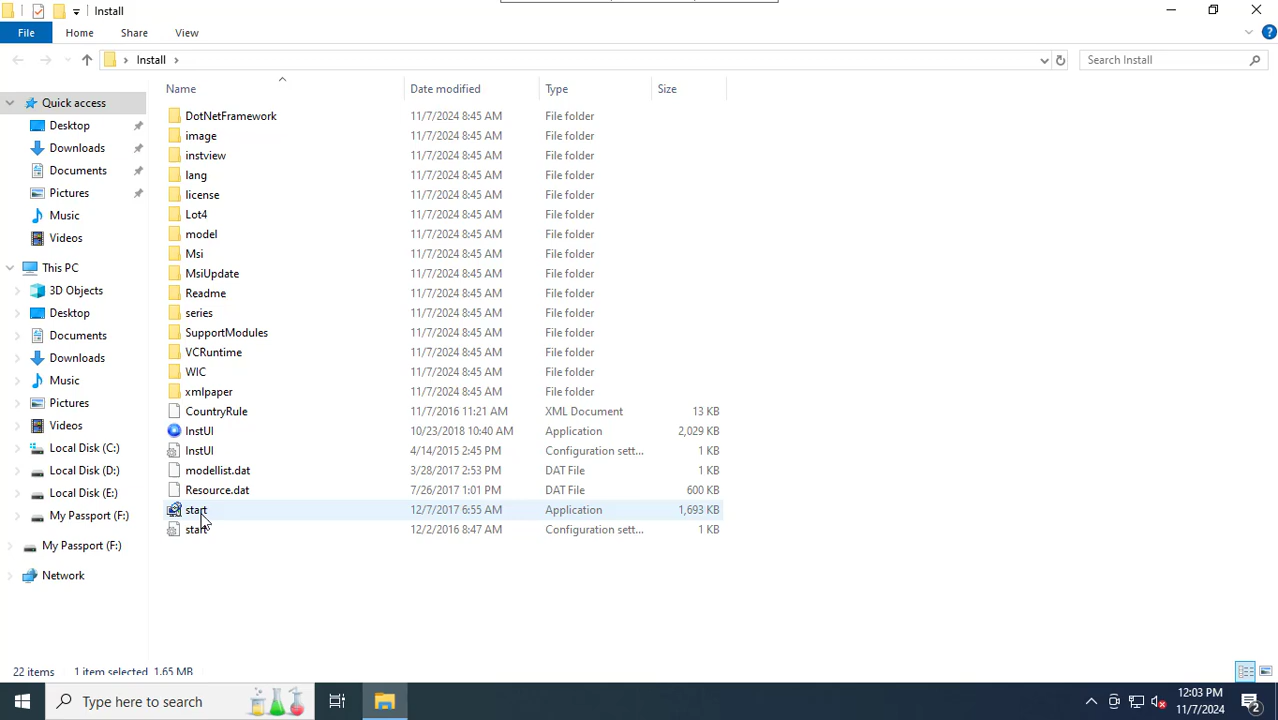 Install
File Home Share View
Install Search Install
Name Date modified Type Size
Quick access
Desktop
Downloads
Documents
Pictures
Music
Videos
This PC
3D Objects
Desktop
Documents
Downloads
Music
Pictures
Videos
Local Disk (C:)
Local Disk (D:)
Local Disk (E:)
My Passport (F:)
My Passport (F:)
Network
DotNetFramework 11/7/2024 8:45 AM File folder
image 11/7/2024 8:45 AM File folder
instview 11/7/2024 8:45 AM File folder
lang 11/7/2024 8:45 AM File folder
license 11/7/2024 8:45 AM File folder
Lot4 11/7/2024 8:45 AM File folder
model 11/7/2024 8:45 AM File folder
Msi 11/7/2024 8:45 AM File folder
MsiUpdate 11/7/2024 8:45 AM File folder
Readme 11/7/2024 8:45 AM File folder
series 11/7/2024 8:45 AM File folder
SupportModules 11/7/2024 8:45 AM File folder
VCRuntime 11/7/2024 8:45 AM File folder
WIC 11/7/2024 8:45 AM File folder
xmlpaper 11/7/2024 8:45 AM File folder
CountryRule 11/7/2016 11:21 AM XML Document 13 KB
InstUI 10/23/2018 10:40 AM Application 2,029 KB
InstUI 4/14/2015 2:45 PM Configuration sett... 1 KB
modellist.dat 3/28/2017 2:53 PM DAT File 1 KB
Resource.dat 7/26/2017 1:01 PM DAT File 600 KB
start 12/7/2017 6:55 AM Application 1,693 KB
start 12/2/2016 8:47 AM Configuration sett... 1 KB
22 items 1 item selected 1.65 MB
Type here to search
12:03 PM
11/7/2024
2